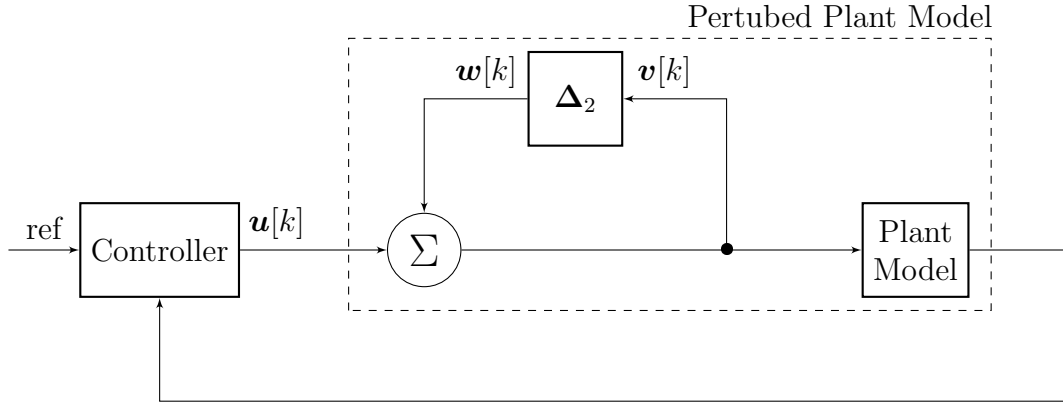 Pertubed Plant Model
w[k]
Δ₂
v[k]
ref
Controller
u[k]
Σ
Plant
Model